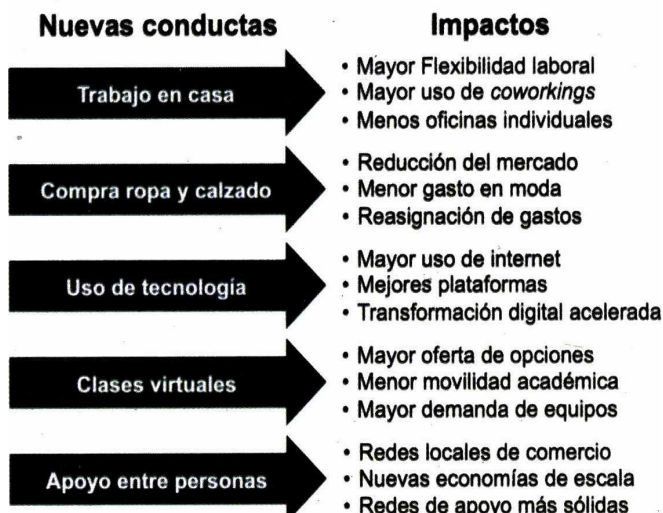 Nuevas conductas
Impactos
Trabajo en casa
• Mayor Flexibilidad laboral
• Mayor uso de coworkings
• Menos oficinas individuales
Compra ropa y calzado
• Reducción del mercado
• Menor gasto en moda
• Reasignación de gastos
Uso de tecnología
• Mayor uso de internet
• Mejores plataformas
• Transformación digital acelerada
Clases virtuales
• Mayor oferta de opciones
• Menor movilidad académica
• Mayor demanda de equipos
Apoyo entre personas
• Redes locales de comercio
• Nuevas economías de escala
• Redes de apoyo más sólidas